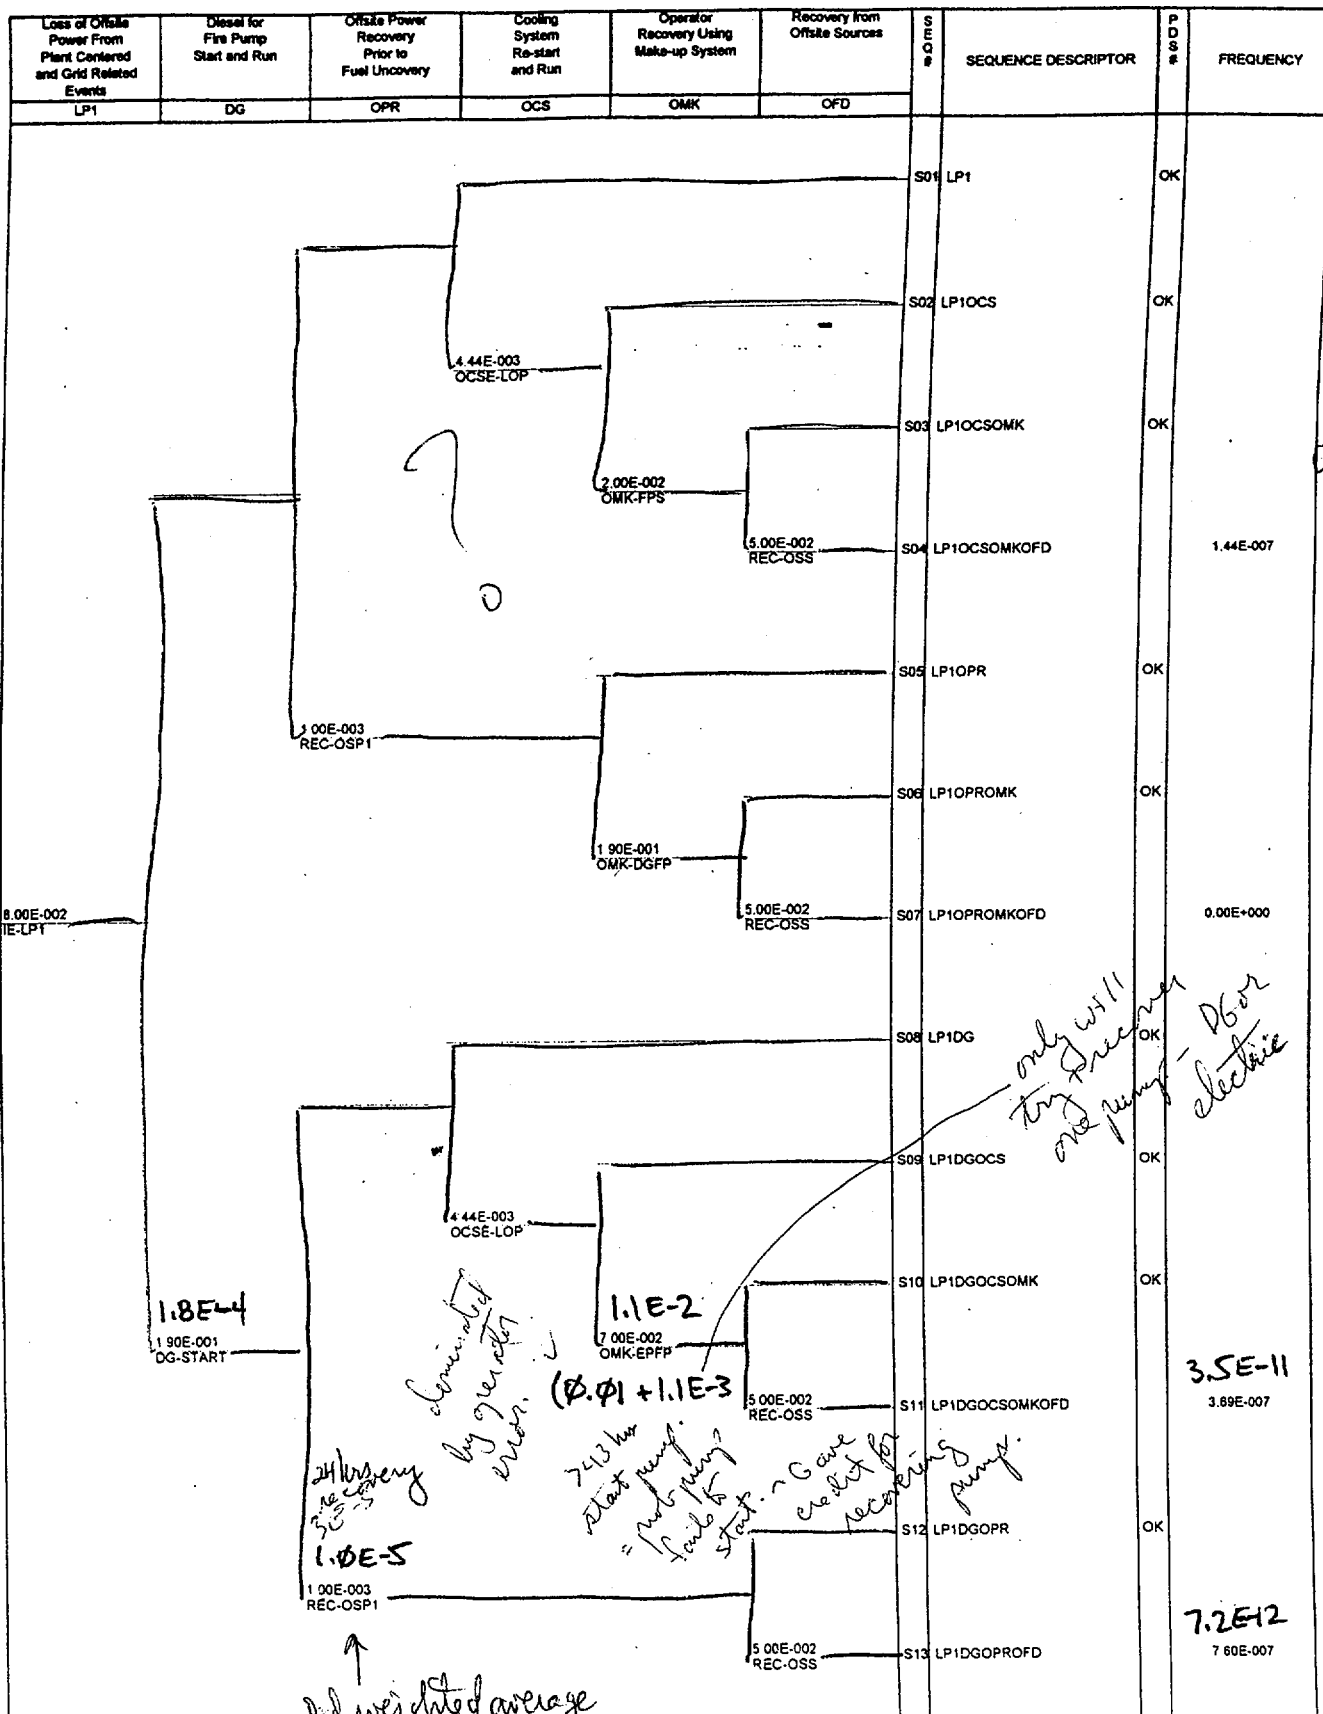 Loss of Offsite
Power From
Plant Centered
and Grid Related
Events
LP1
Diesel for
Fire Pump
Start and Run
DG
Offsite Power
Recovery
Prior to
Fuel Uncovery
OPR
Cooling
System
Re-start
and Run
OCS
Operator
Recovery Using
Make-up System
OMK
Recovery from
Offsite Sources
OFD
SEQ#
SEQUENCE DESCRIPTOR
PDS#
FREQUENCY
S01 LP1 OK
S02 LP1OCS OK
4.44E-003
OCSE-LOP
S03 LP1OCSOMK OK
2.00E-002
OMK-FPS
?
5.00E-002
REC-OSS
S04 LP1OCSOMKOFD 1.44E-007
S05 LP1OPR OK
1.00E-003
REC-OSP1
S06 LP1OPROMK OK
1.90E-001
OMK-DGFP
8.00E-002
IE-LP1
5.00E-002
REC-OSS
S07 LP1OPROMKOFD 0.00E+000
only will
try & recover
one pump - DG or
electric
S08 LP1DG OK
S09 LP1DGOCS OK
4.44E-003
OCSE-LOP
dominated
by operator
error.
S10 LP1DGOCSOMK OK
1.8E-4
1.90E-001
DG-START
1.1E-2
7.00E-002
OMK-EPFP
(0.01 + 1.1E-3
5.00E-002
REC-OSS
3.5E-11
S11 LP1DGOCSOMKOFD 3.69E-007
start pump.
= prob pump
fails to
start. ~ Gave
credit for
recovering
pump.
24 hrs
recovery
1.0E-5
1.00E-003
REC-OSP1
S12 LP1DGOPR OK
7.2E-12
5.00E-002
REC-OSS
S13 LP1DGOPROFD 7.60E-007
weighted average